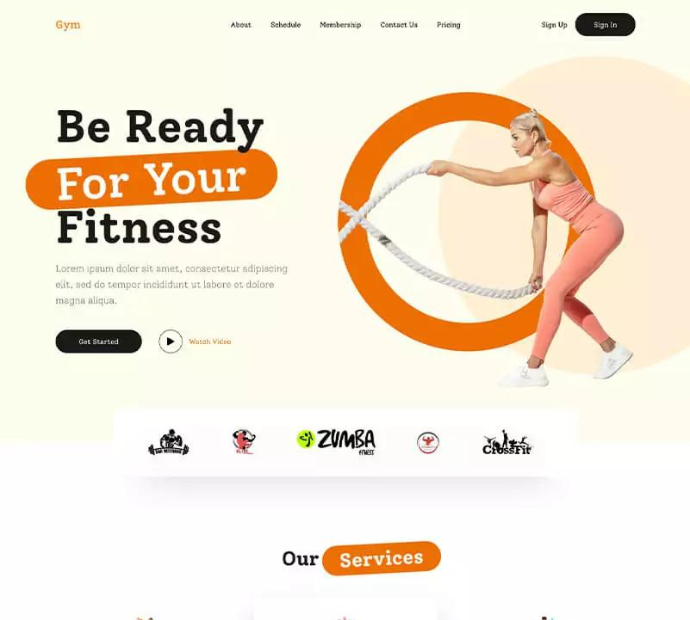 Gym
About Schedule Membership Contact Us Pricing
Sign Up Sign In
Be Ready
For Your
Fitness
Lorem ipsum dolor sit amet, consectetur adipiscing
elit, sed do tempor incididunt ut labore et dolore
magna aliqua.
Get Started
Watch Video
ZUMBA
FITNESS
CrossFit
Our Services